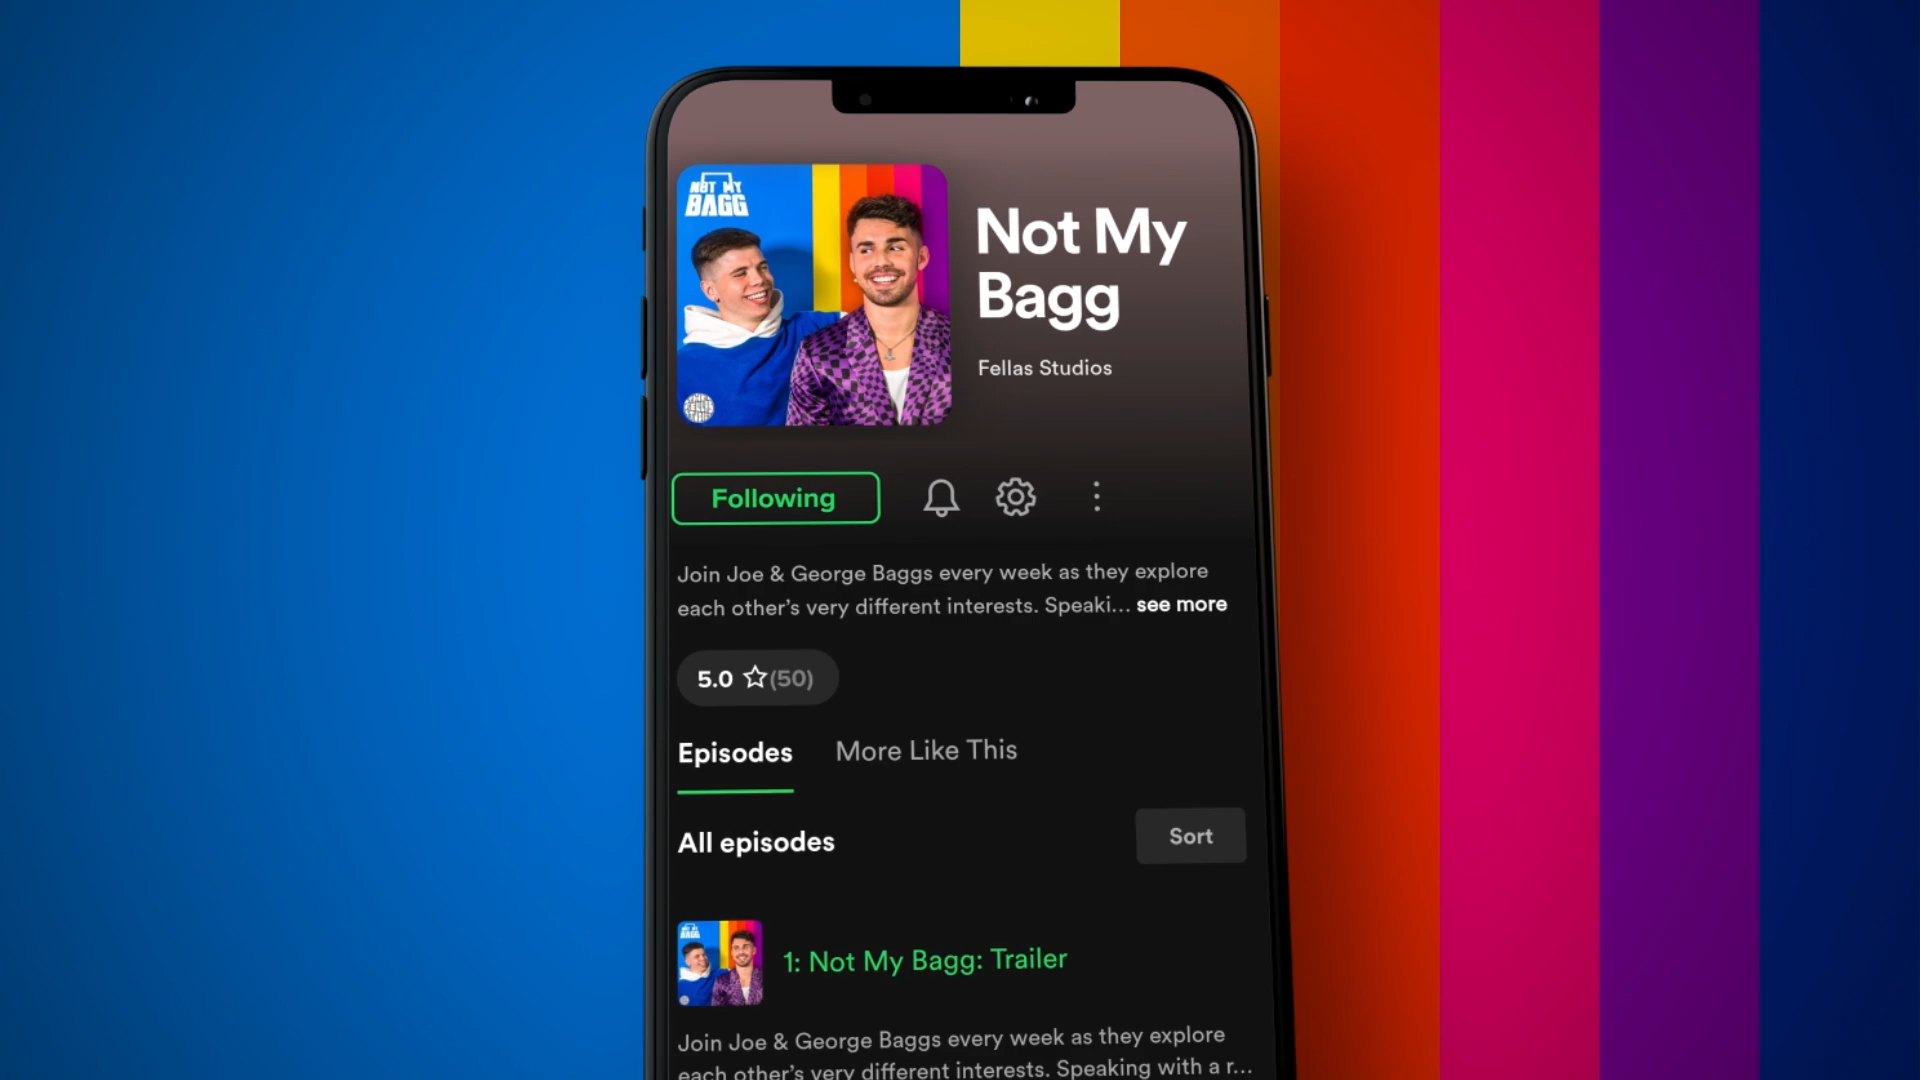 NOT MY
BAGG
Not My
Bagg
Fellas Studios
Following
Join Joe & George Baggs every week as they explore
each other’s very different interests. Speaki... see more
5.0 (50)
Episodes
More Like This
All episodes
Sort
NOT MY
BAGG
1: Not My Bagg: Trailer
Join Joe & George Baggs every week as they explore
each other’s very different interests. Speaking with a r...